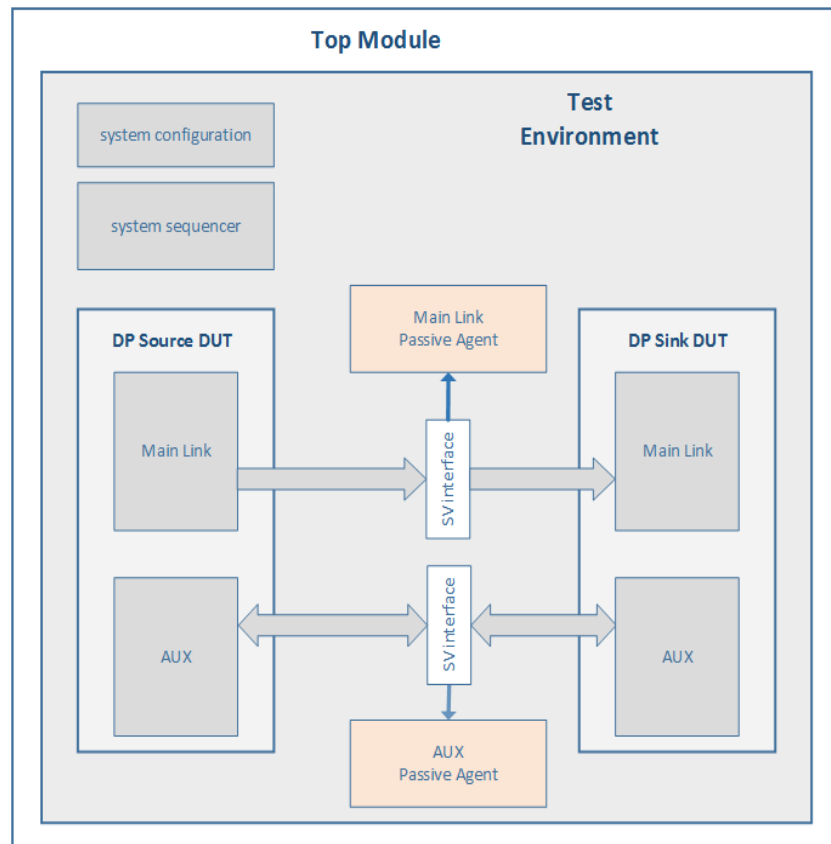 Top Module
Test
Environment
system configuration
system sequencer
Main Link
Passive Agent
DP Source DUT
DP Sink DUT
Main Link
SV interface
Main Link
AUX
SV interface
AUX
AUX
Passive Agent